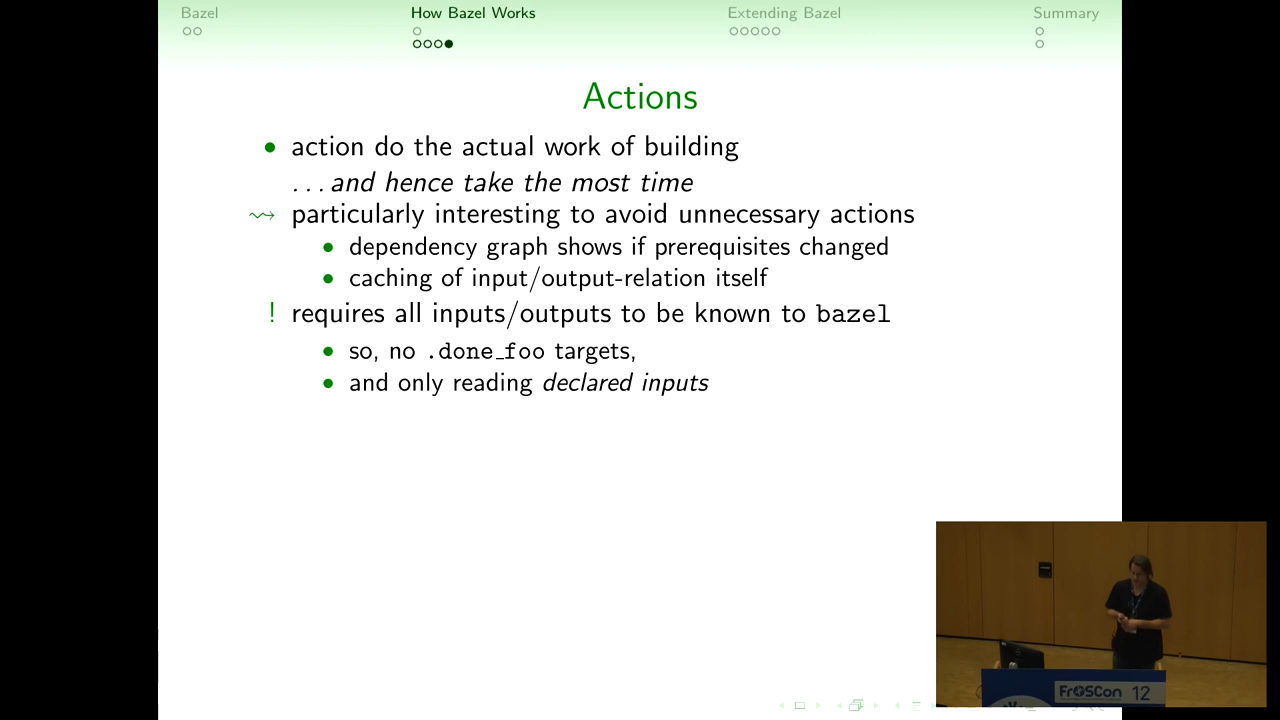 Bazel
How Bazel Works
Extending Bazel
Summary
Actions
action do the actual work of building
...and hence take the most time
particularly interesting to avoid unnecessary actions
dependency graph shows if prerequisites changed
caching of input/output-relation itself
! requires all inputs/outputs to be known to bazel
so, no .done_foo targets,
and only reading declared inputs
FrOSCon 12